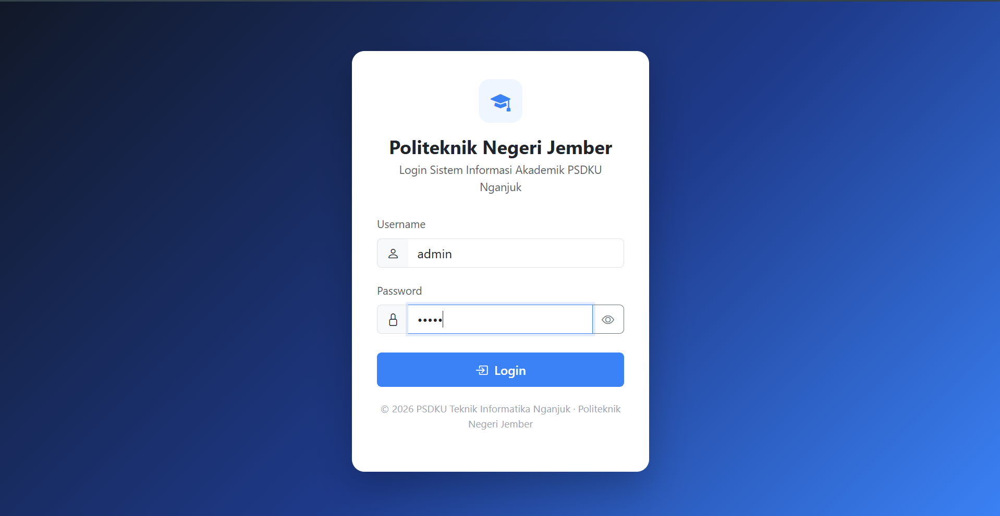 Politeknik Negeri Jember
Login Sistem Informasi Akademik PSDKU
Nganjuk
Username
admin
Password
•••••
Login
© 2026 PSDKU Teknik Informatika Nganjuk · Politeknik
Negeri Jember